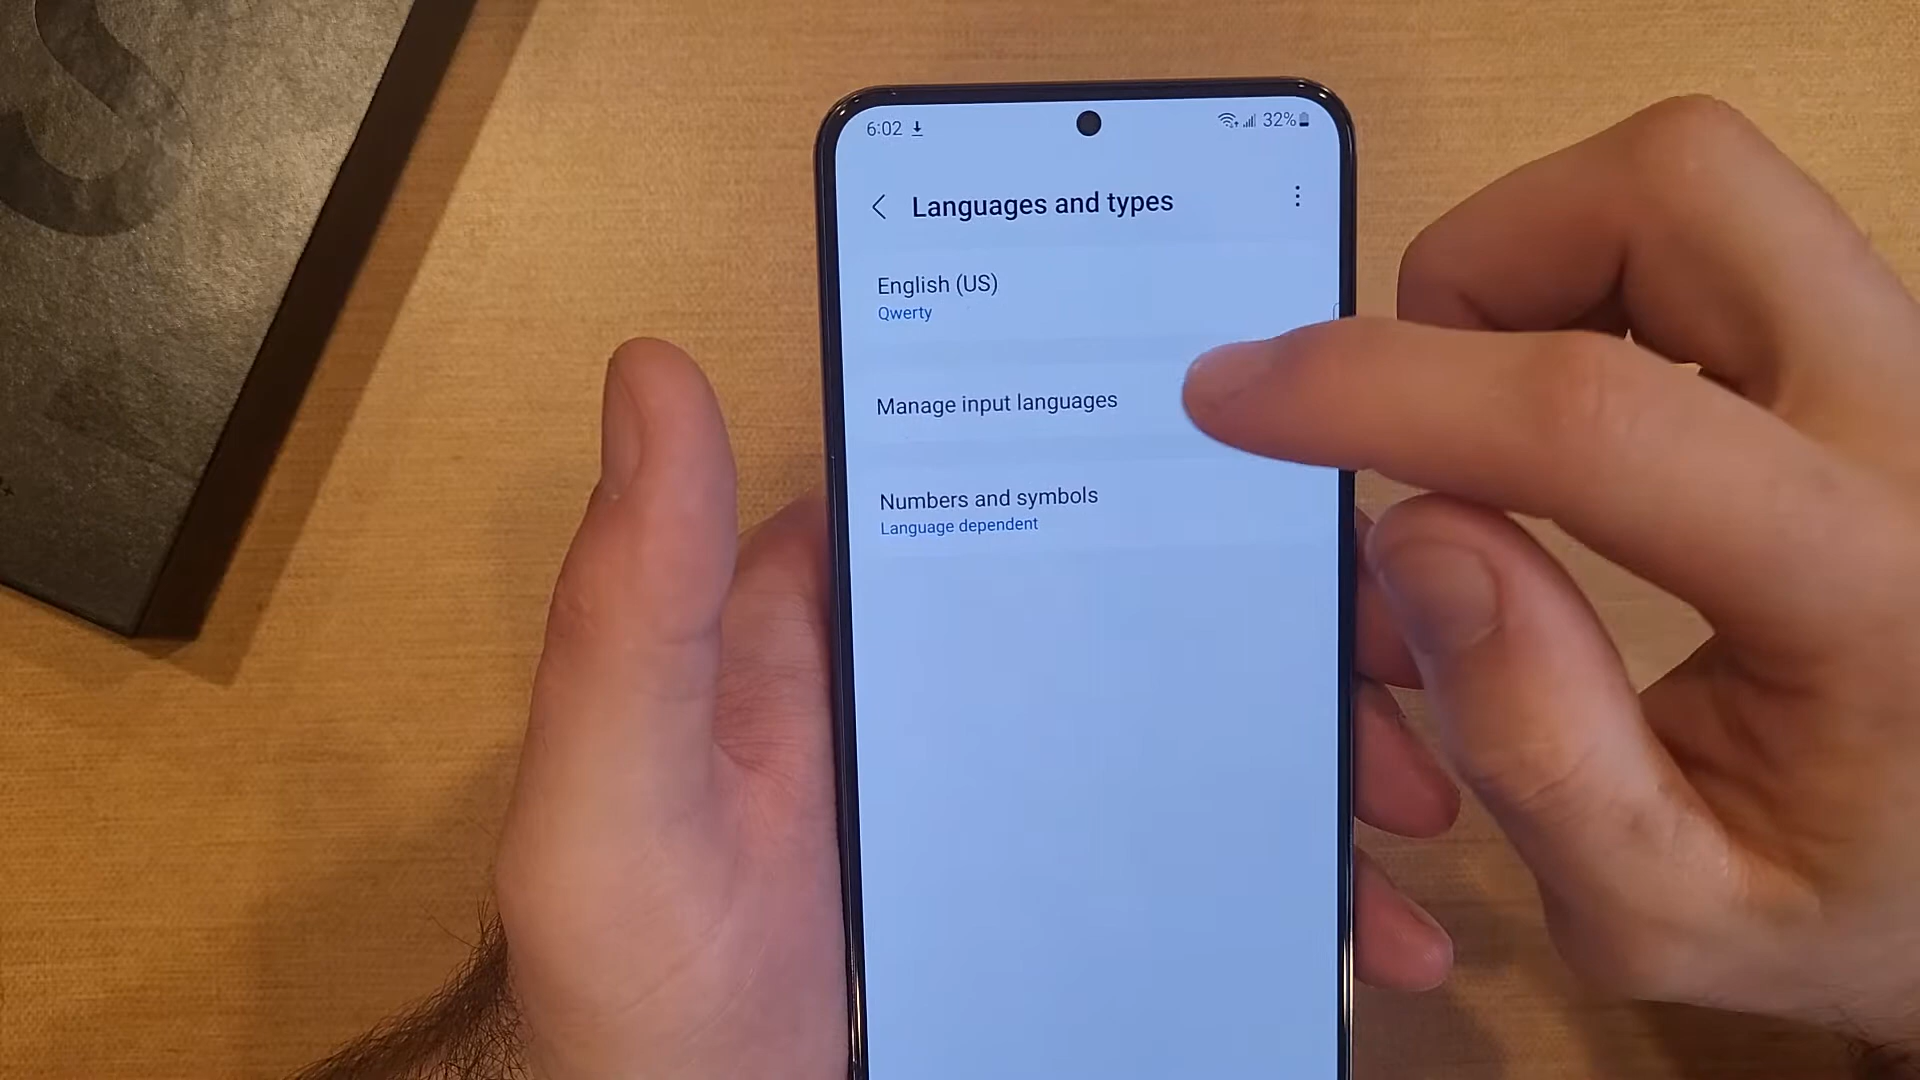 6:02
32%
Languages and types
English (US)
Qwerty
Manage input languages
Numbers and symbols
Language dependent
S